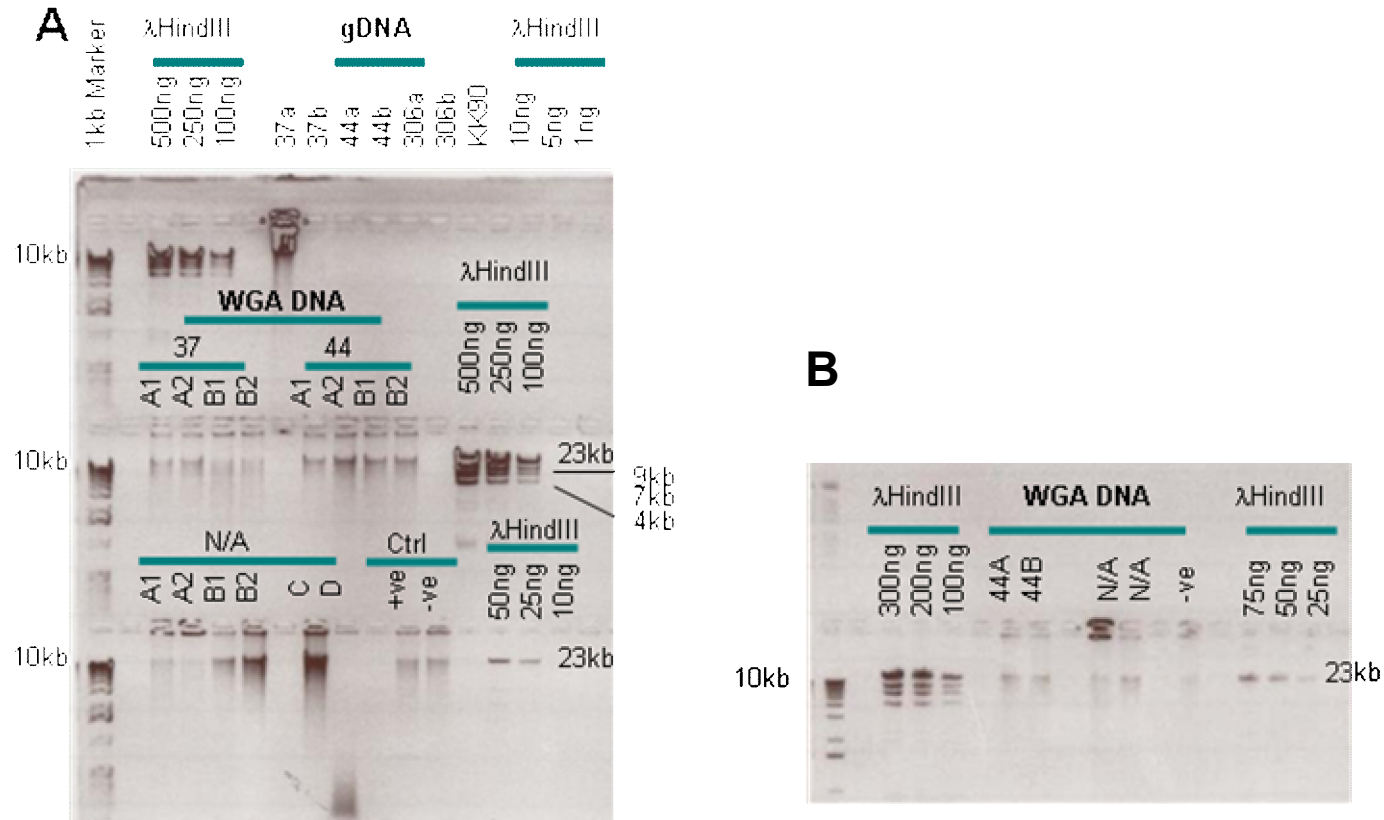 A
λHindIII
gDNA
λHindIII
1kb Marker
500ng
250ng
100ng
37a
37b
44a
44b
306a
306b
KK90
10ng
5ng
1ng
10kb
λHindIII
WGA DNA
37
44
A1
A2
B1
B2
A1
A2
B1
B2
500ng
250ng
100ng
10kb
23kb
9kb
7kb
4kb
N/A
Ctrl
λHindIII
A1
A2
B1
B2
C
D
+ve
-ve
50ng
25ng
10ng
10kb
23kb
B
λHindIII
WGA DNA
λHindIII
300ng
200ng
100ng
44A
44B
N/A
N/A
-ve
75ng
50ng
25ng
10kb
23kb